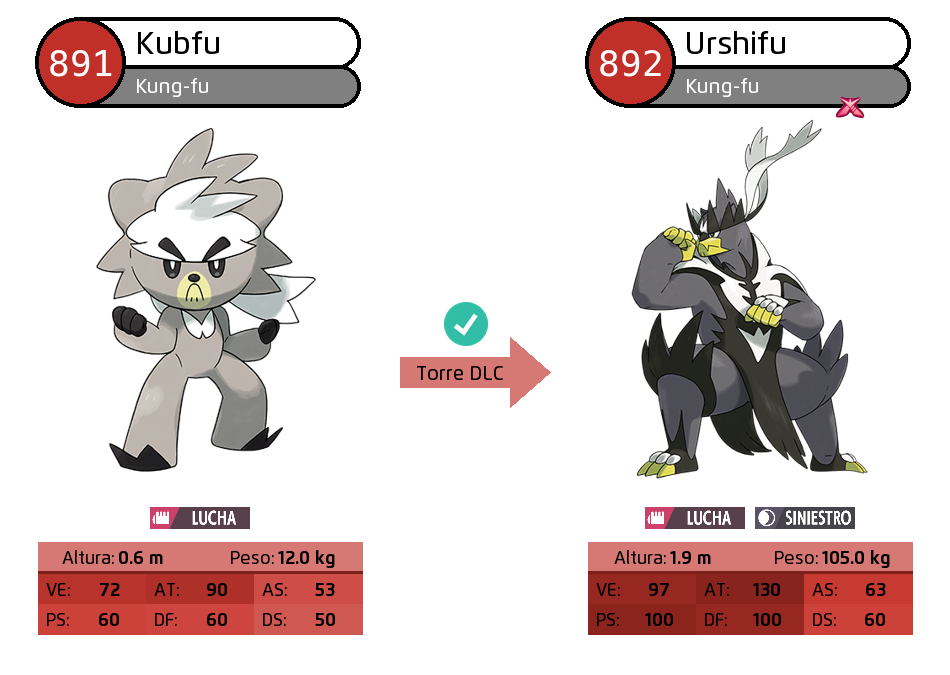 891
Kubfu
Kung-fu
892
Urshifu
Kung-fu
Torre DLC
LUCHA
Altura: 0.6 m Peso: 12.0 kg
VE: 72 AT: 90 AS: 53
PS: 60 DF: 60 DS: 50
LUCHA SINIESTRO
Altura: 1.9 m Peso: 105.0 kg
VE: 97 AT: 130 AS: 63
PS: 100 DF: 100 DS: 60